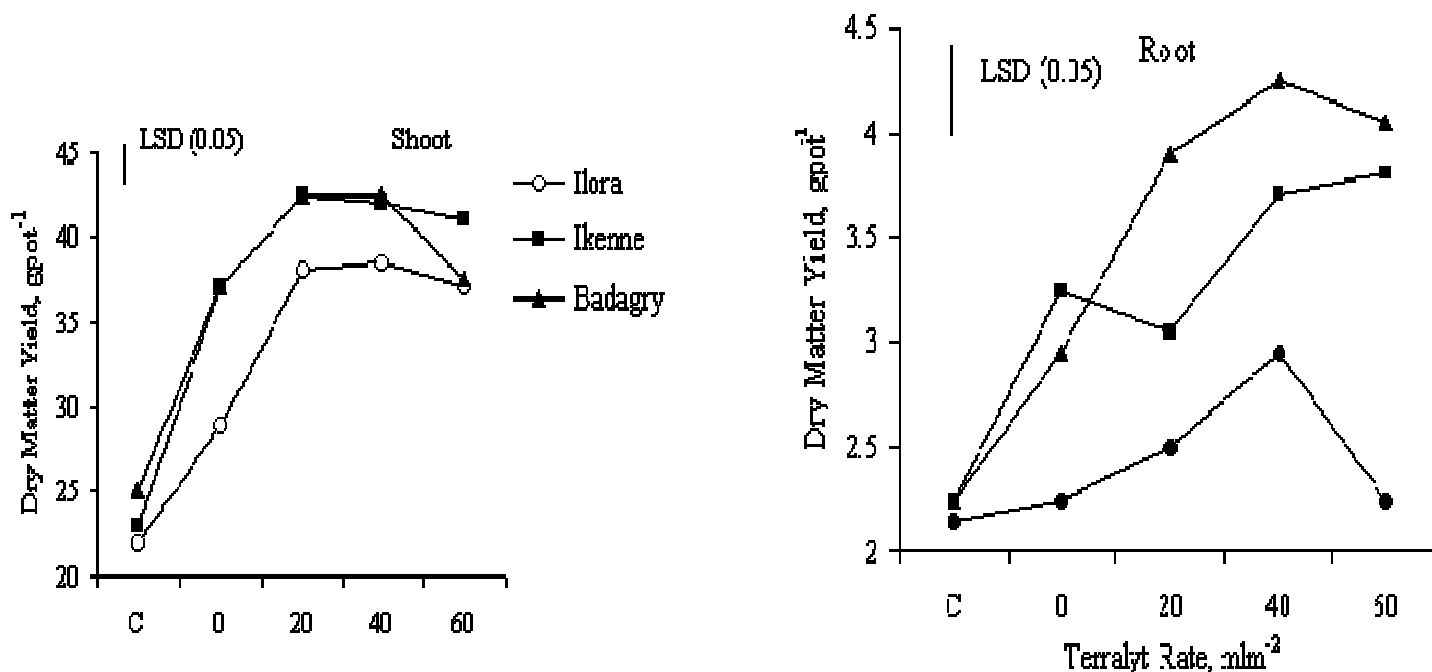 LSD (0.05) Shoot
45
40
35
30
25
20
Dry Matter Yield, gpot⁻¹
C 0 20 40 60
Ilora
Ikenne
Badagry
4.5
4
3.5
3
2.5
2
LSD (0.05) Root
Dry Matter Yield, gpot⁻¹
C 0 20 40 60
Terralyt Rate, mlm⁻²